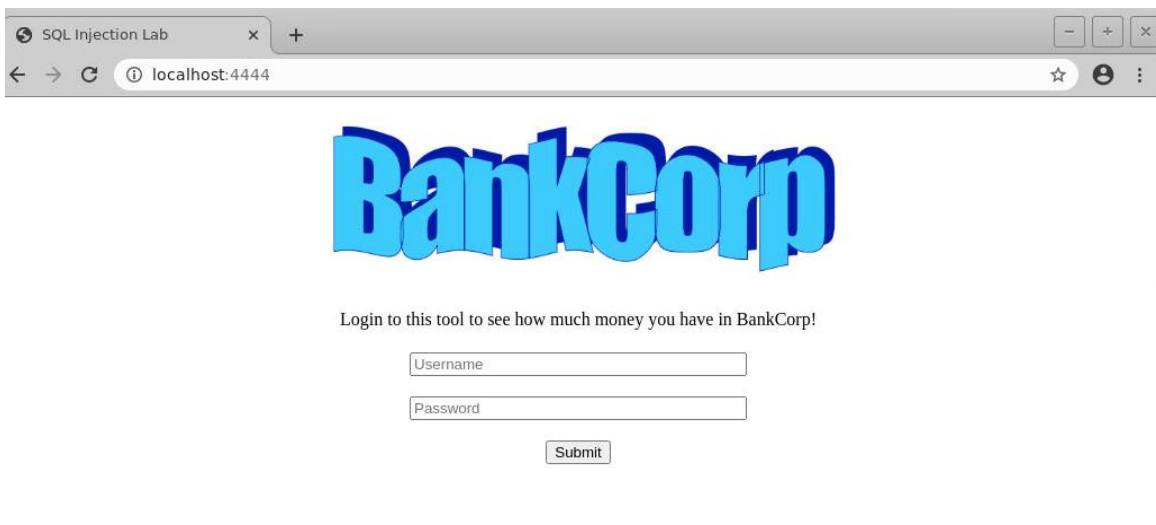 SQL Injection Lab
localhost:4444
BankCorp
Login to this tool to see how much money you have in BankCorp!
Username
Password
Submit